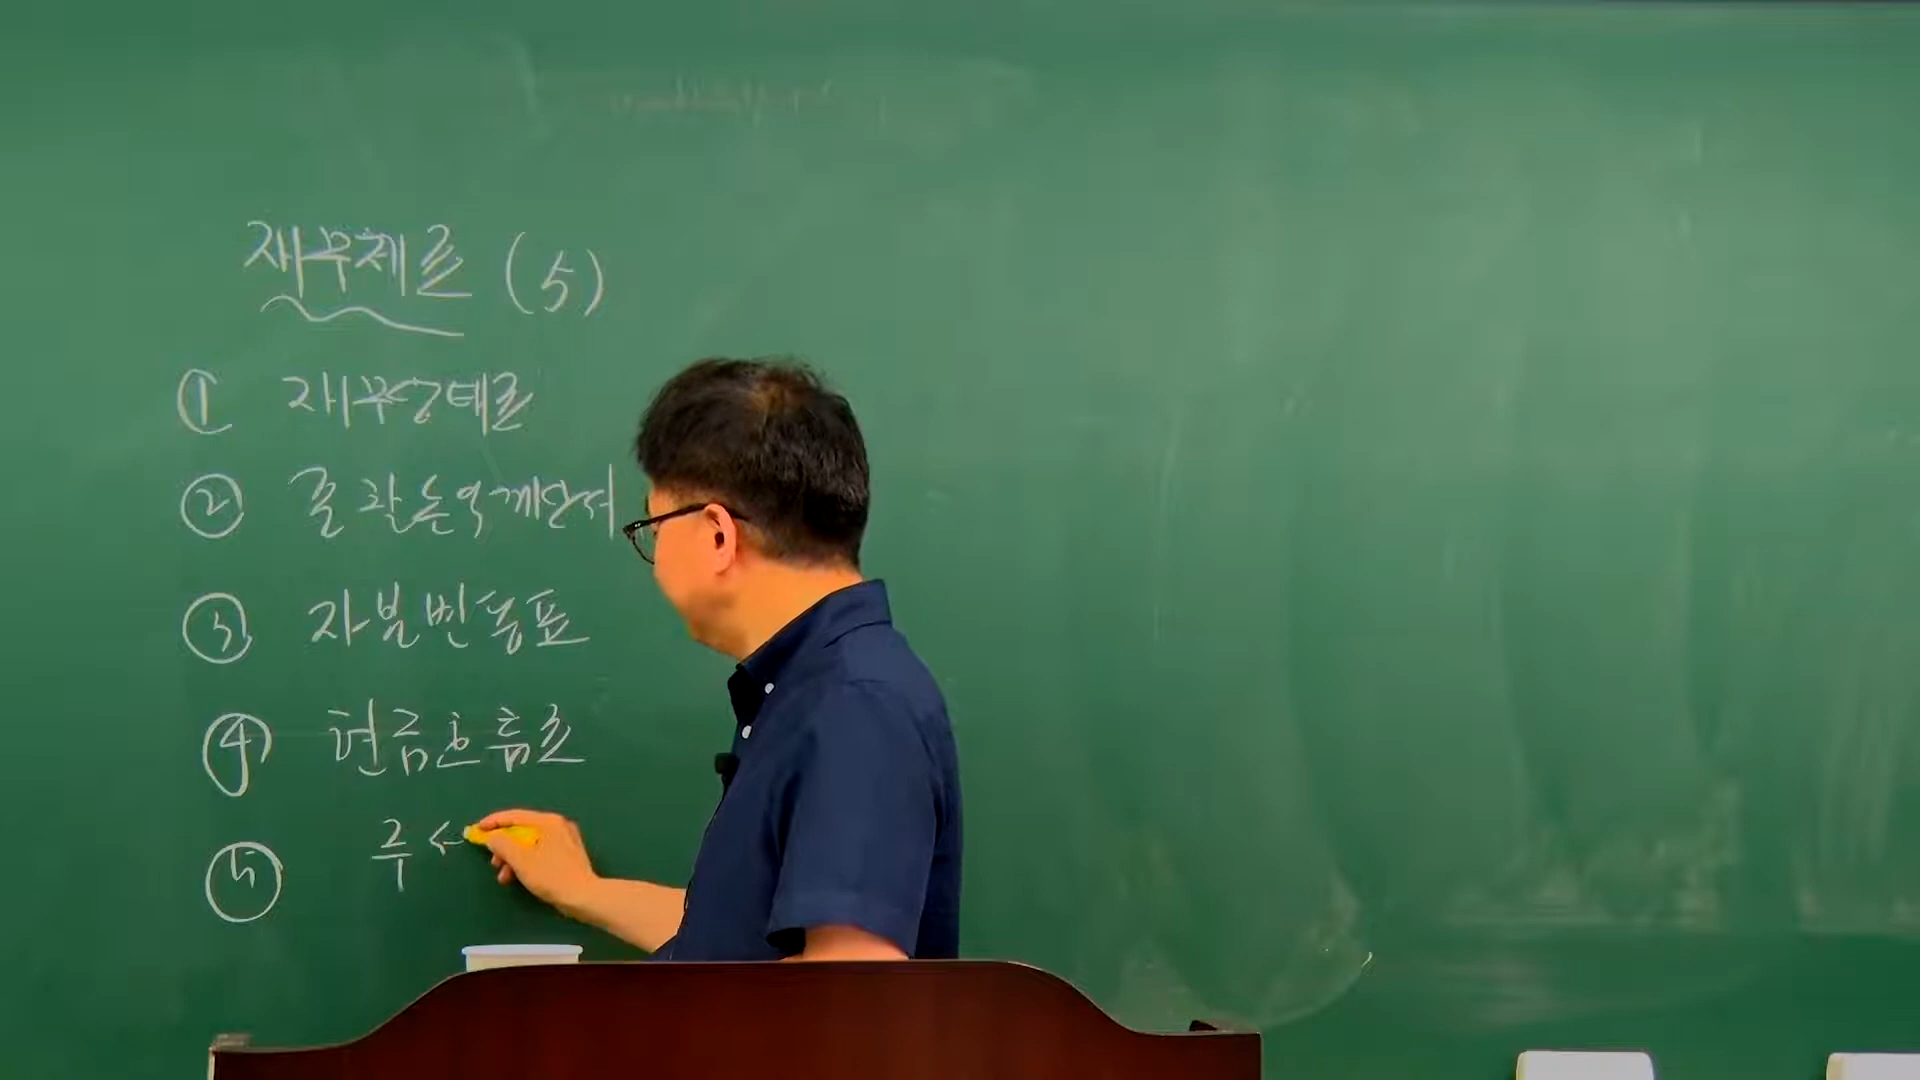 재무제표 (5)
① 재무상태표
② 포괄손익계산서
③ 자본변동표
④ 현금흐름표
⑤ 주